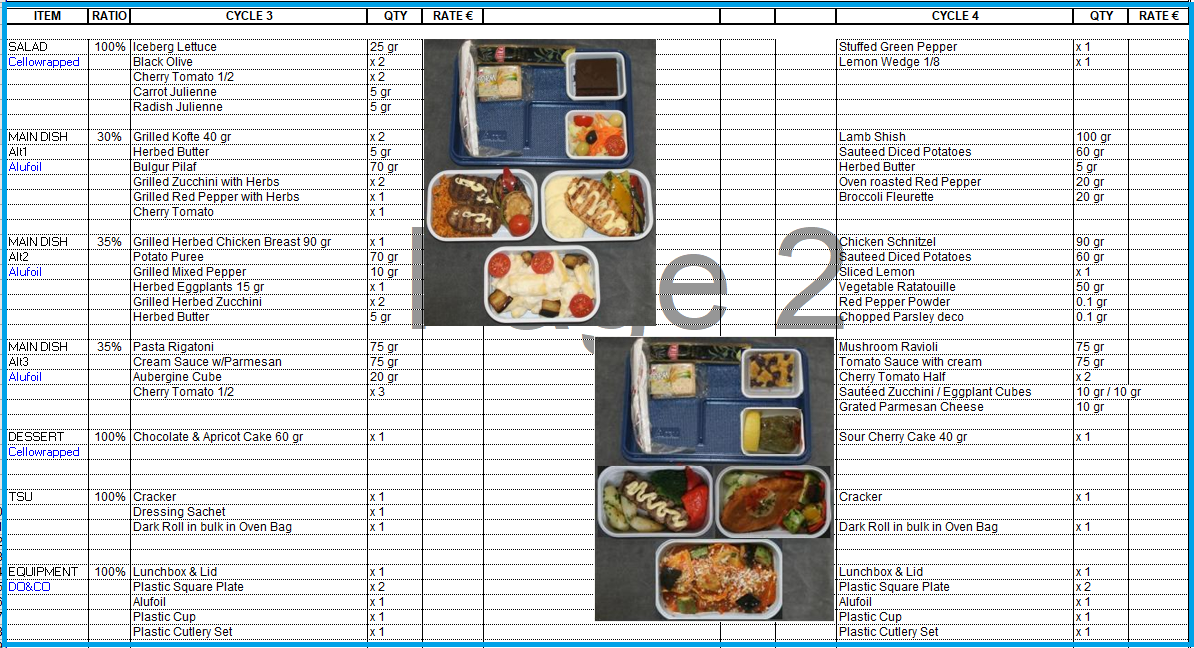 ITEM RATIO CYCLE 3 QTY RATE € CYCLE 4 QTY RATE €
SALAD 100% Iceberg Lettuce 25 gr Stuffed Green Pepper x 1
Cellowrapped Black Olive x 2 Lemon Wedge 1/8 x 1
Cherry Tomato 1/2 x 2
Carrot Julienne 5 gr
Radish Julienne 5 gr
MAIN DISH 30% Grilled Kofte 40 gr x 2 Lamb Shish 100 gr
Alt1 Herbed Butter 5 gr Sauteed Diced Potatoes 60 gr
Alufoil Bulgur Pilaf 70 gr Herbed Butter 5 gr
Grilled Zucchini with Herbs x 2 Oven roasted Red Pepper 20 gr
Grilled Red Pepper with Herbs x 1 Broccoli Fleurette 20 gr
Cherry Tomato x 1
MAIN DISH 35% Grilled Herbed Chicken Breast 90 gr x 1 Chicken Schnitzel 90 gr
Alt2 Potato Puree 70 gr Sauteed Diced Potatoes 60 gr
Alufoil Grilled Mixed Pepper 10 gr Sliced Lemon x 1
Herbed Eggplants 15 gr x 1 Vegetable Ratatouille 50 gr
Grilled Herbed Zucchini x 2 Red Pepper Powder 0.1 gr
Herbed Butter 5 gr Chopped Parsley deco 0.1 gr
Page 2
MAIN DISH 35% Pasta Rigatoni 75 gr Mushroom Ravioli 75 gr
Alt3 Cream Sauce w/Parmesan 75 gr Tomato Sauce with cream 75 gr
Alufoil Aubergine Cube 20 gr Cherry Tomato Half x 2
Cherry Tomato 1/2 x 3 Sautéed Zucchini / Eggplant Cubes 10 gr / 10 gr
Grated Parmesan Cheese 10 gr
DESSERT 100% Chocolate & Apricot Cake 60 gr x 1 Sour Cherry Cake 40 gr x 1
Cellowrapped
TSU 100% Cracker x 1 Cracker x 1
Dressing Sachet x 1
Dark Roll in bulk in Oven Bag x 1 Dark Roll in bulk in Oven Bag x 1
EQUIPMENT 100% Lunchbox & Lid x 1 Lunchbox & Lid x 1
DO&CO Plastic Square Plate x 2 Plastic Square Plate x 2
Alufoil x 1 Alufoil x 1
Plastic Cup x 1 Plastic Cup x 1
Plastic Cutlery Set x 1 Plastic Cutlery Set x 1